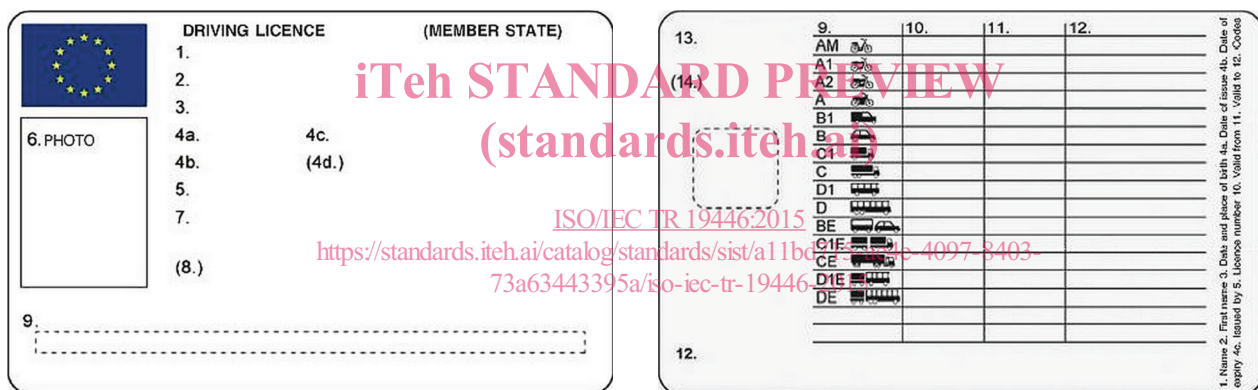 DRIVING LICENCE (MEMBER STATE)
1.
2.
3.
4a. 4c.
4b. (4d.)
5.
7.
(8.)
6. PHOTO
9.
13.
(14.)
12.
9. 10. 11. 12.
AM
A1
A2
A
B1
B
C1
C
D1
D
BE
C1E
CE
D1E
DE
1. Name 2. First name 3. Date and place of birth 4a. Date of issue 4b. Date of
expiry 4c. Issued by 5. Licence number 10. Valid from 11. Valid to 12. Codes
iTeh STANDARD PREVIEW
(standards.iteh.ai)
ISO/IEC TR 19446:2015
https://standards.iteh.ai/catalog/standards/sist/a11bd 4097-8403-
73a63443395a/iso-iec-tr-19446-